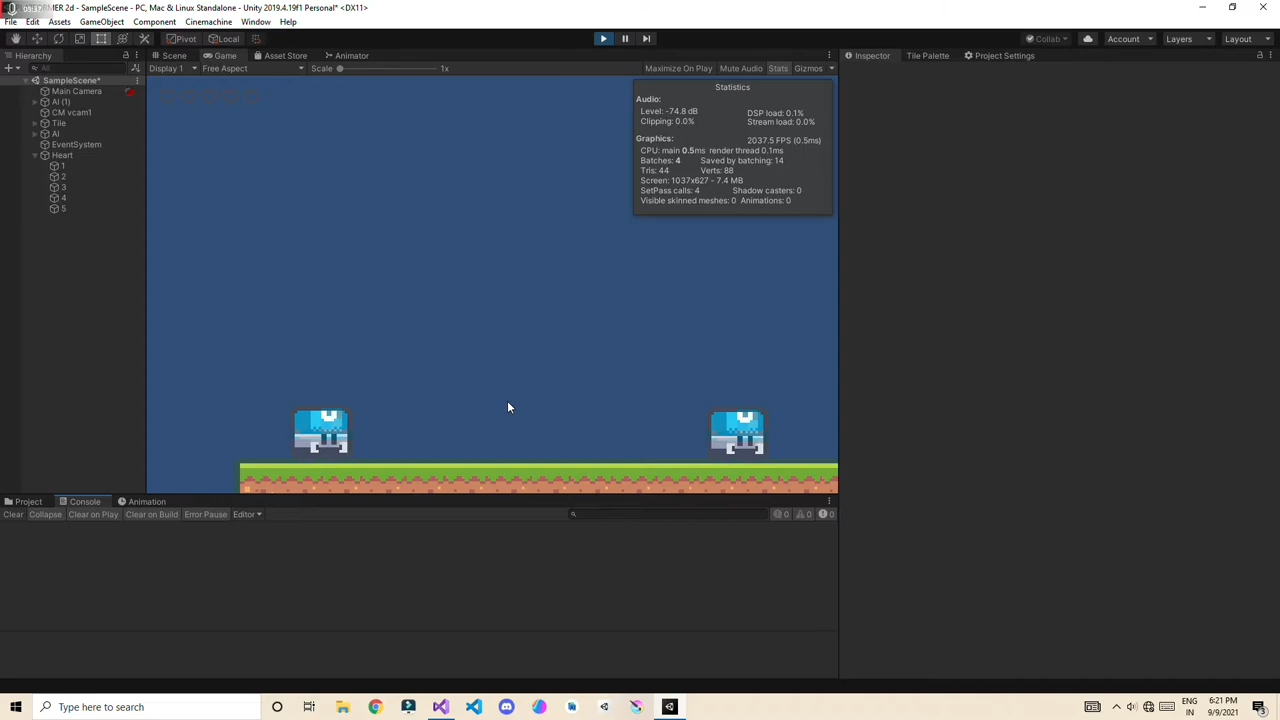 09:37
RMER 2d - SampleScene - PC, Mac & Linux Standalone - Unity 2019.4.19f1 Personal* <DX11>
File Edit Assets GameObject Component Cinemachine Window Help
Pivot Local Collab Account Layers Layout
Hierarchy Scene Game Asset Store Animator Inspector Tile Palette Project Settings
All Display 1 Free Aspect Scale 1x Maximize On Play Mute Audio Stats Gizmos
SampleScene*
Main Camera
AI (1)
CM vcam1
Tile
AI
EventSystem
Heart
1
2
3
4
5
Statistics
Audio:
Level: -74.8 dB DSP load: 0.1%
Clipping: 0.0% Stream load: 0.0%
Graphics: 2037.5 FPS (0.5ms)
CPU: main 0.5ms render thread 0.1ms
Batches: 4 Saved by batching: 14
Tris: 44 Verts: 88
Screen: 1037x627 - 7.4 MB
SetPass calls: 4 Shadow casters: 0
Visible skinned meshes: 0 Animations: 0
Project Console Animation
Clear Collapse Clear on Play Clear on Build Error Pause Editor 0 0 0
Type here to search
ENG
IN
6:21 PM
9/9/2021
3